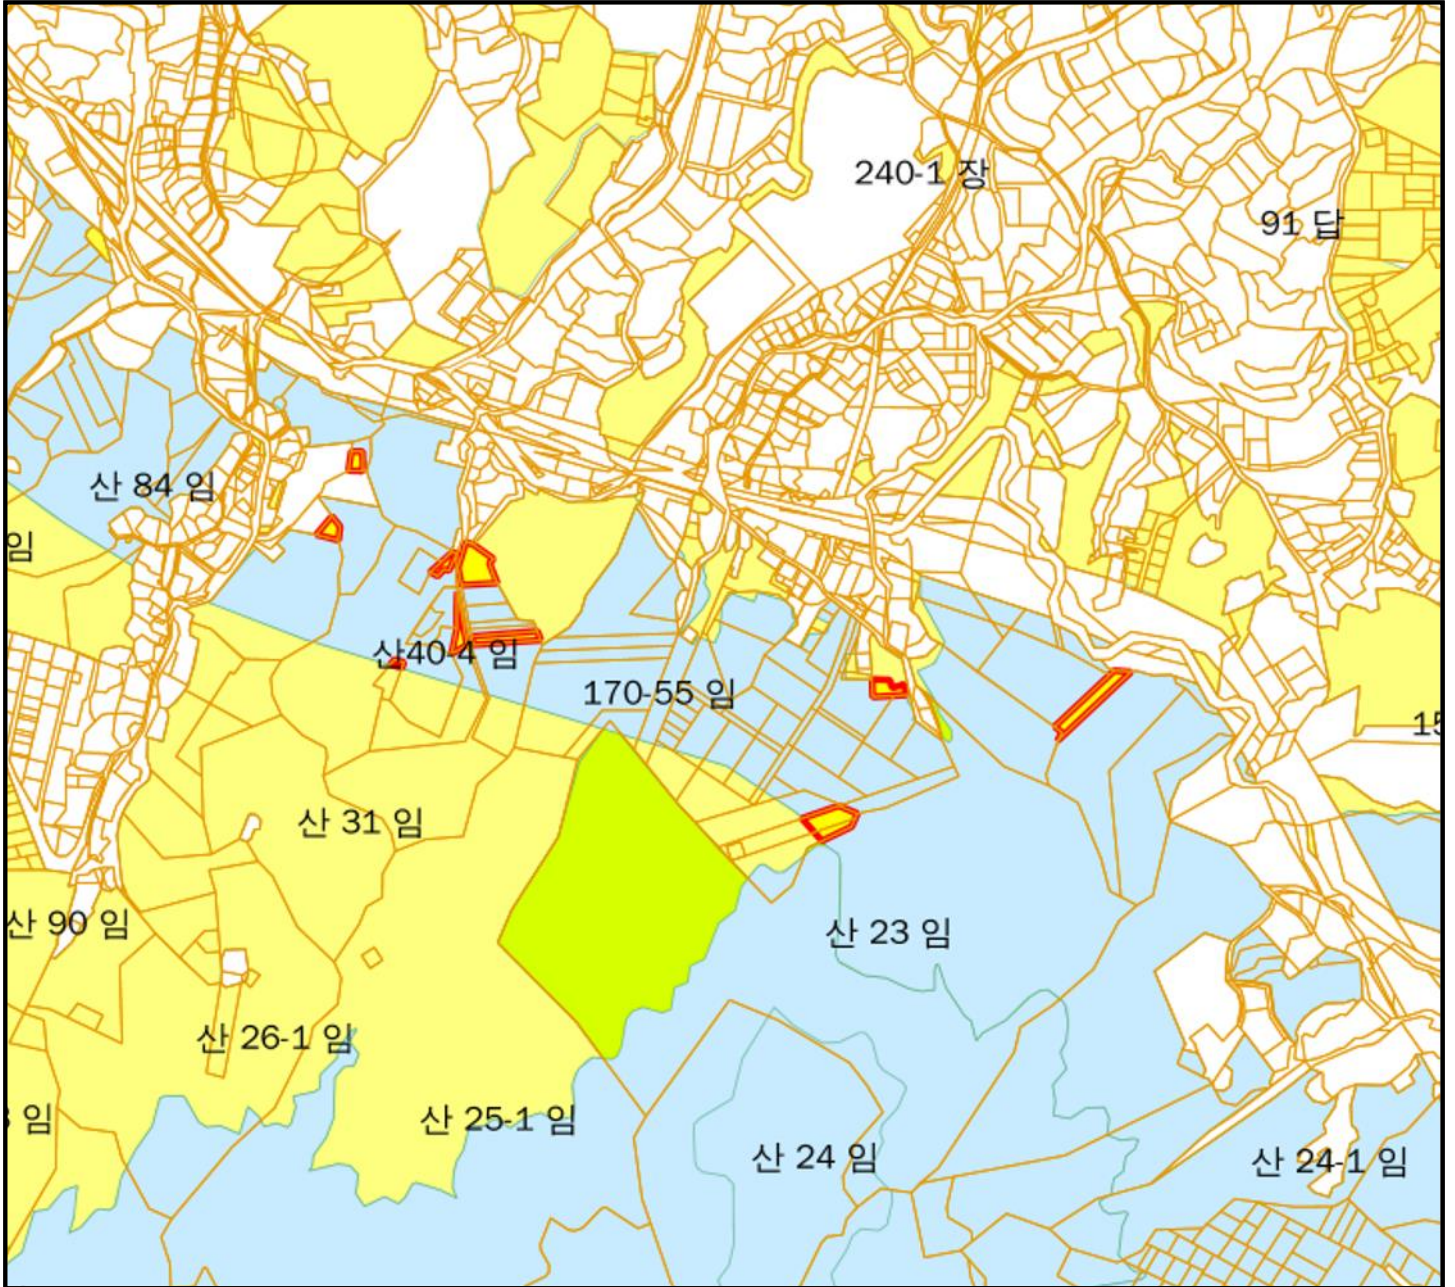 240-1 장
91 답
산 84 임
임
산40-4 임
170-55 임
15
산 31 임
산 90 임
산 23 임
산 26-1 임
임
산 25-1 임
산 24 임
산 24-1 임